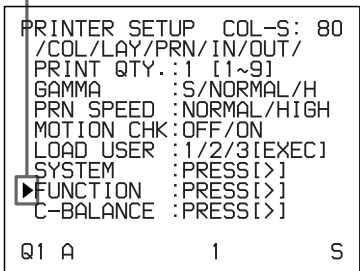 PRINTER SETUP COL-S: 80
/COL/LAY/PRN/IN/OUT/
PRINT QTY.:1 [1~9]
GAMMA :S/NORMAL/H
PRN SPEED :NORMAL/HIGH
MOTION CHK:OFF/ON
LOAD USER :1/2/3[EXEC]
SYSTEM :PRESS[>]
▶FUNCTION :PRESS[>]
C-BALANCE :PRESS[>]
Q1 A 1 S